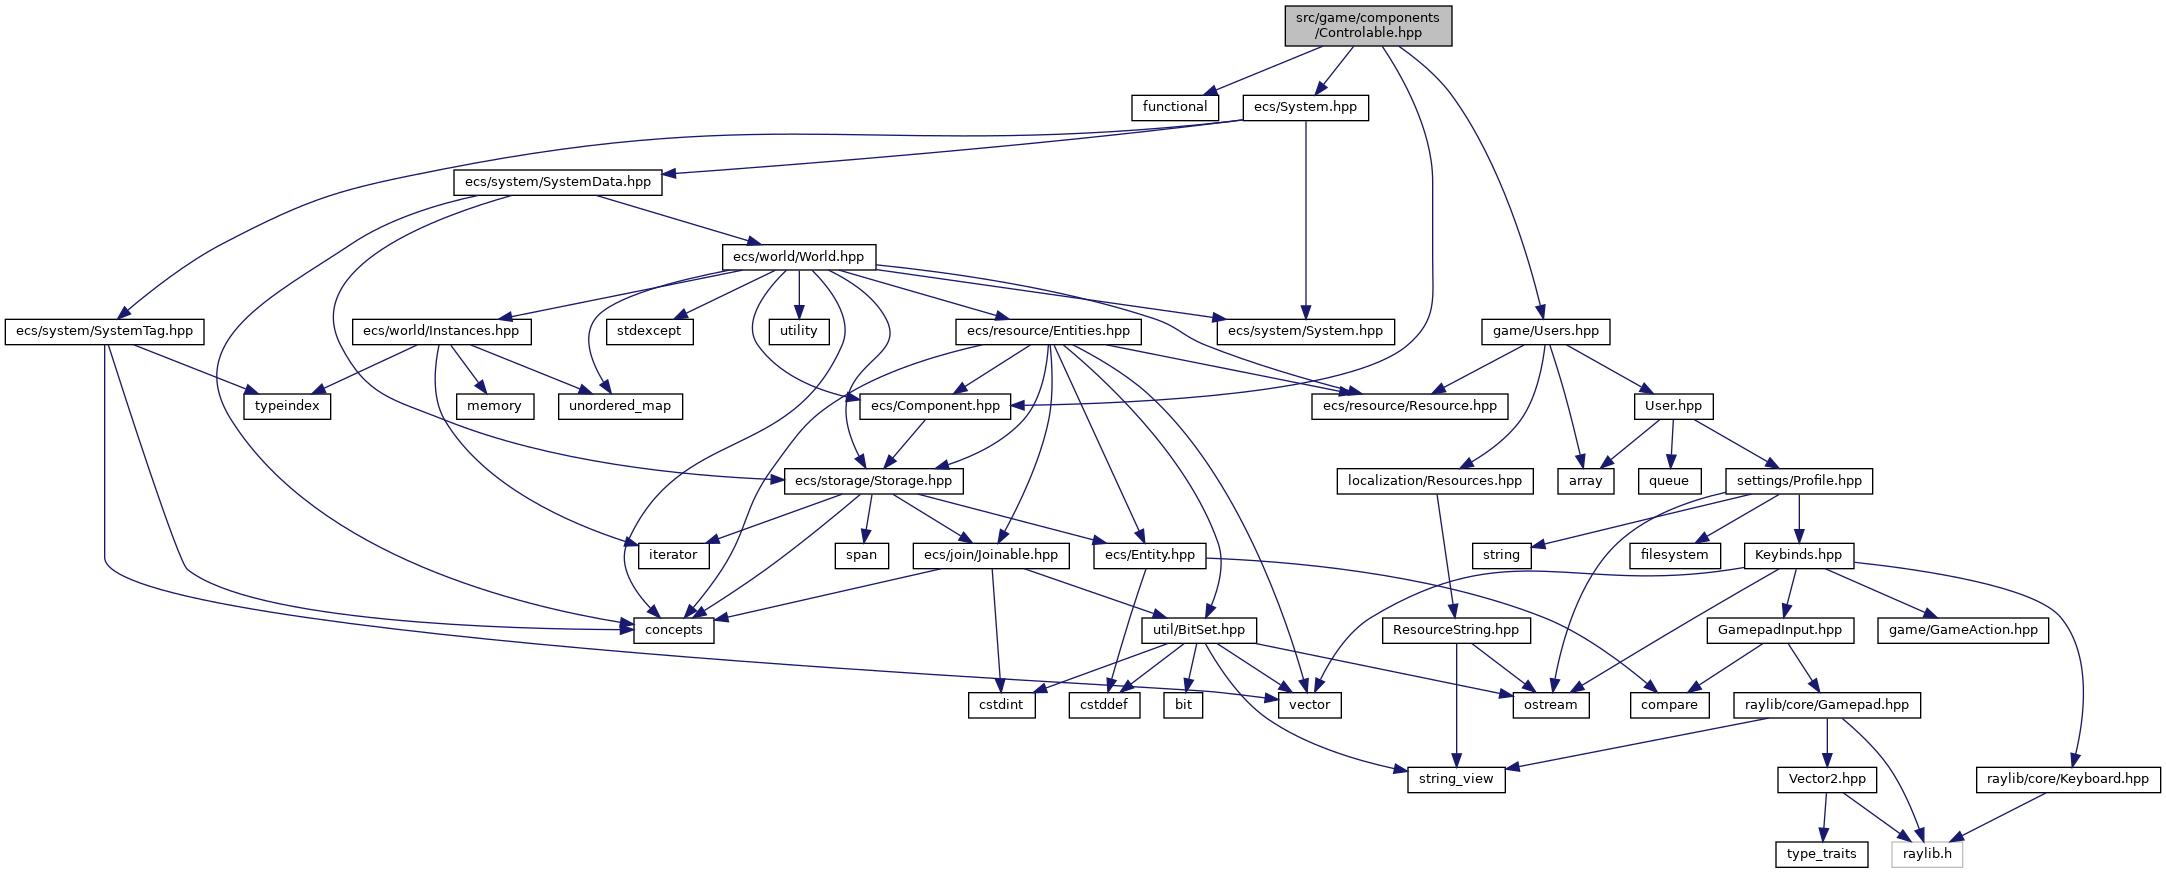 src/game/components
/Controlable.hpp
functional
ecs/System.hpp
ecs/system/SystemData.hpp
ecs/world/World.hpp
ecs/system/SystemTag.hpp
ecs/world/Instances.hpp
stdexcept
utility
ecs/resource/Entities.hpp
ecs/system/System.hpp
game/Users.hpp
typeindex
memory
unordered_map
ecs/Component.hpp
ecs/resource/Resource.hpp
User.hpp
ecs/storage/Storage.hpp
localization/Resources.hpp
array
queue
settings/Profile.hpp
iterator
span
ecs/join/Joinable.hpp
ecs/Entity.hpp
string
filesystem
Keybinds.hpp
concepts
util/BitSet.hpp
ResourceString.hpp
GamepadInput.hpp
game/GameAction.hpp
cstdint
cstddef
bit
vector
ostream
compare
raylib/core/Gamepad.hpp
string_view
Vector2.hpp
raylib/core/Keyboard.hpp
type_traits
raylib.h